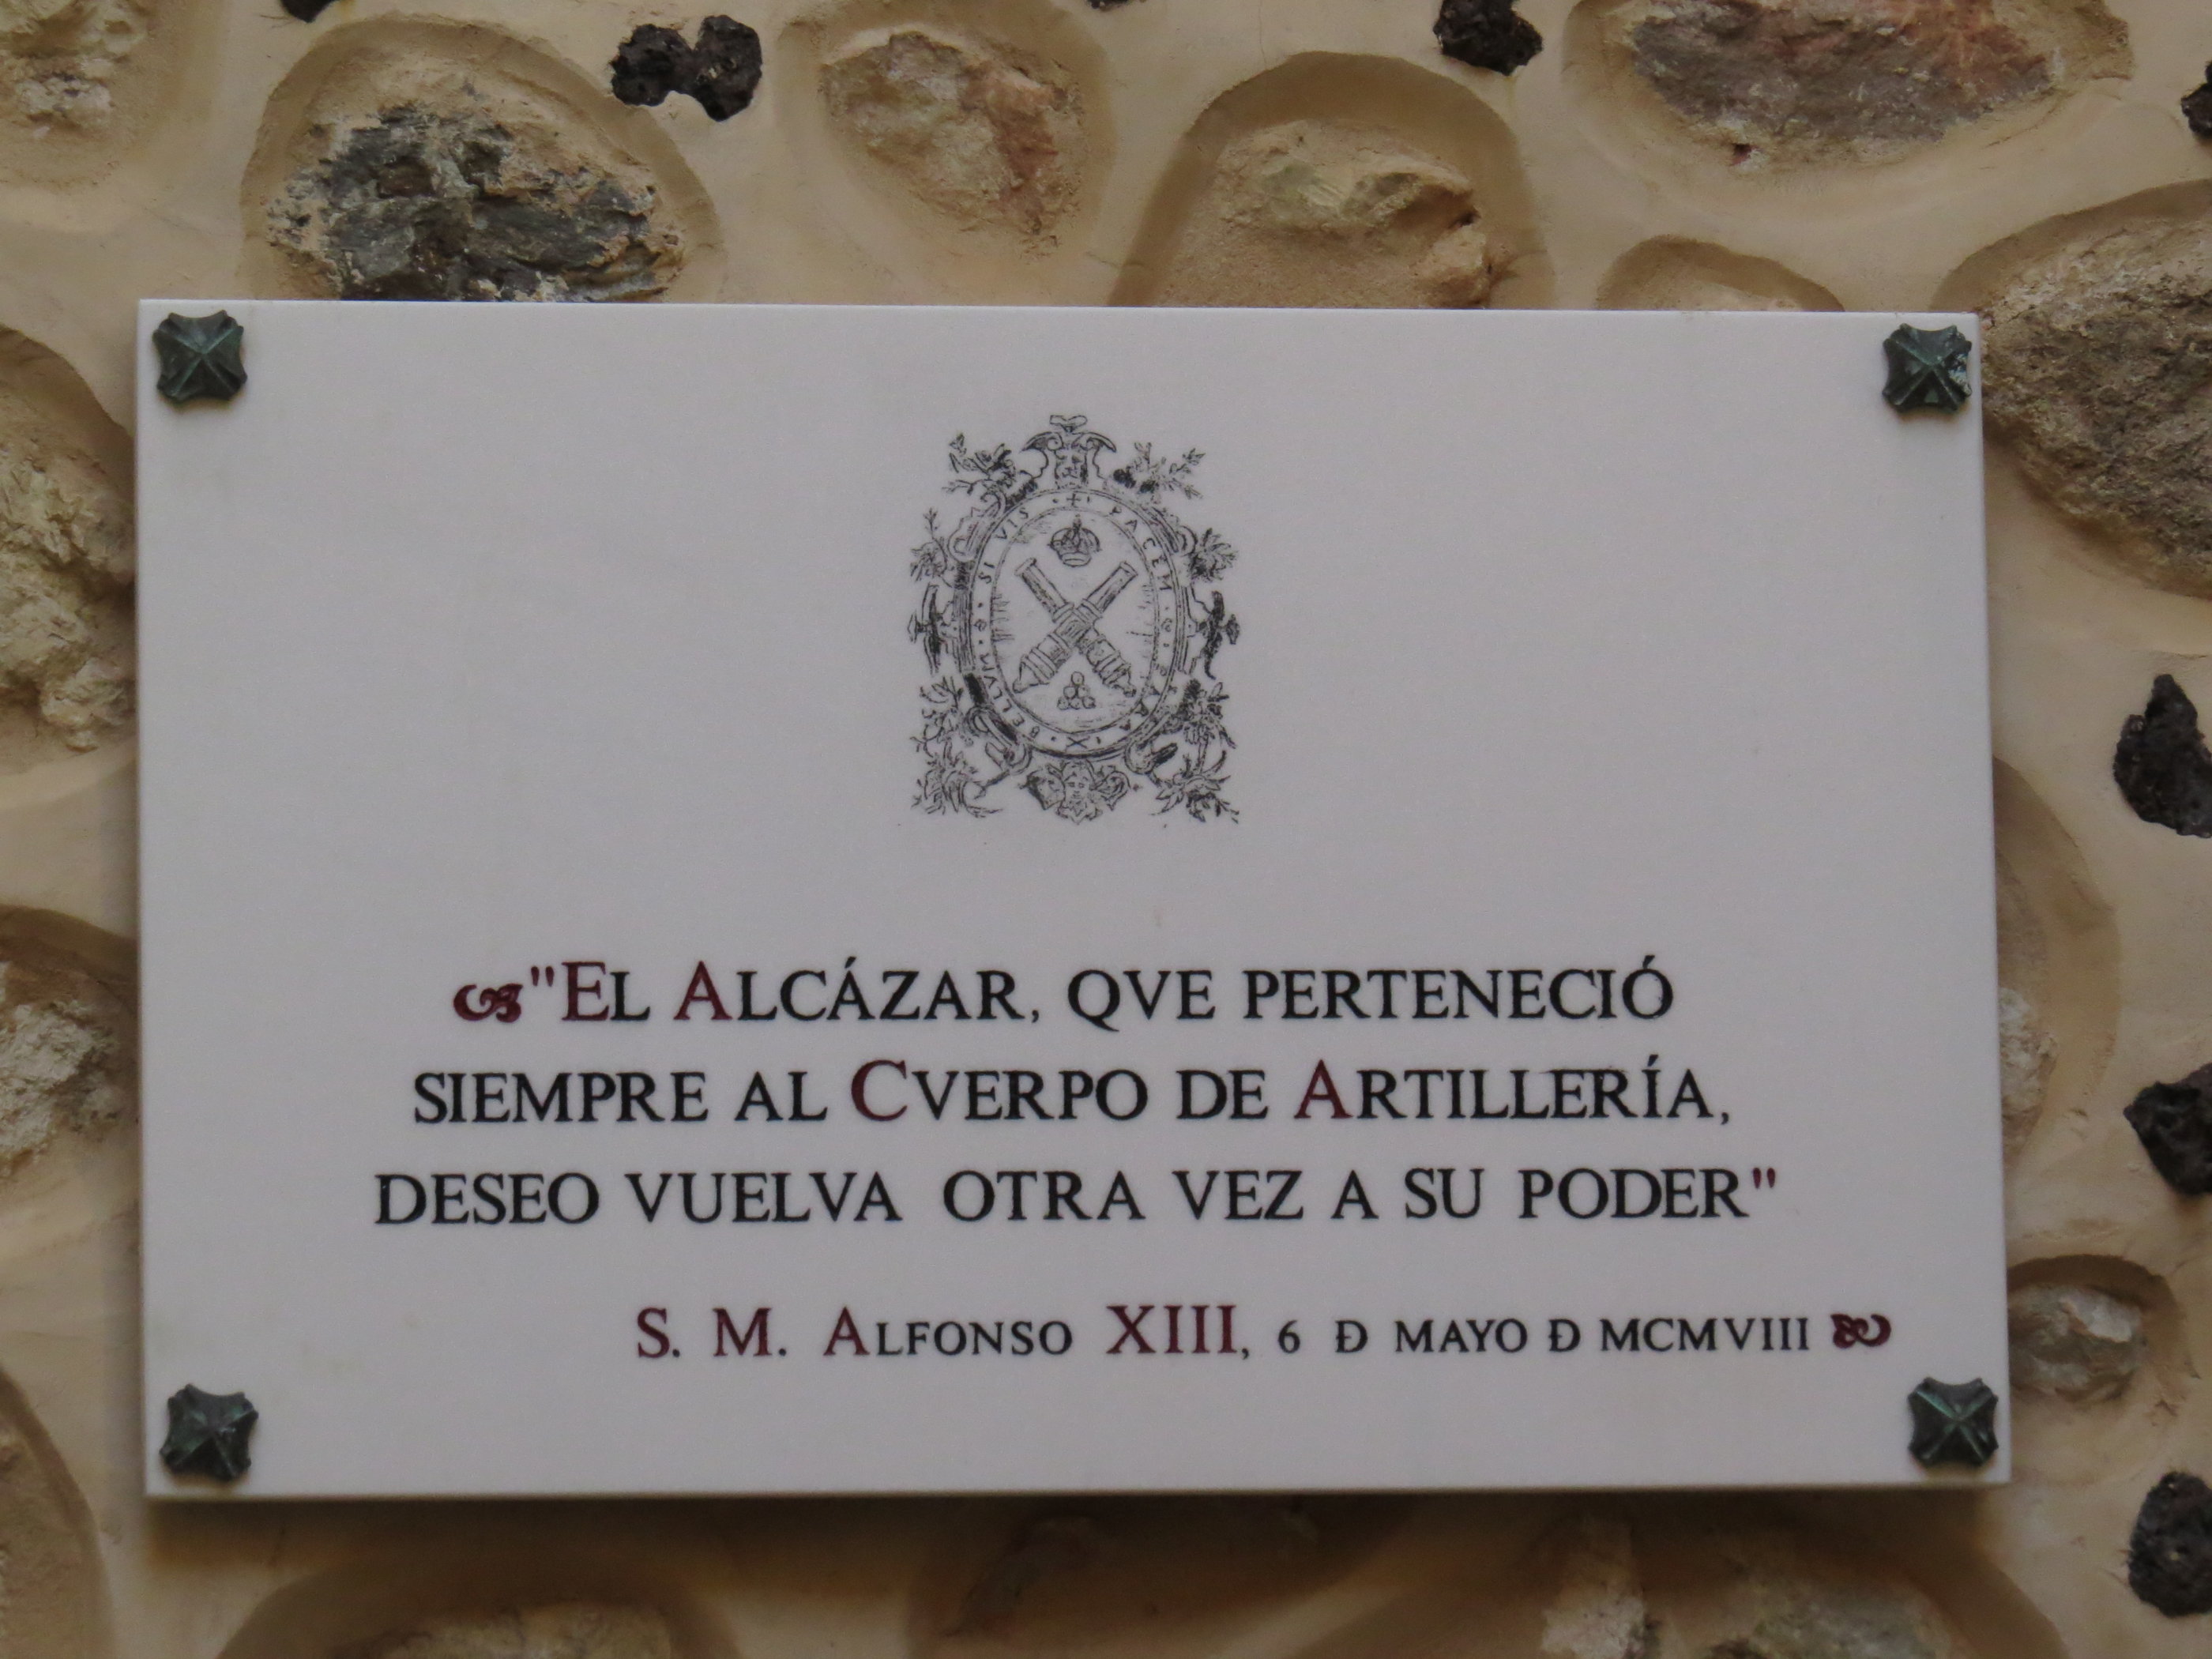 SI VIS + PACEM
BELLVM
"EL ALCÁZAR, QVE PERTENECIÓ
SIEMPRE AL CVERPO DE ARTILLERÍA,
DESEO VUELVA OTRA VEZ A SU PODER"
S. M. ALFONSO XIII, 6 Đ MAYO Đ MCMVIII